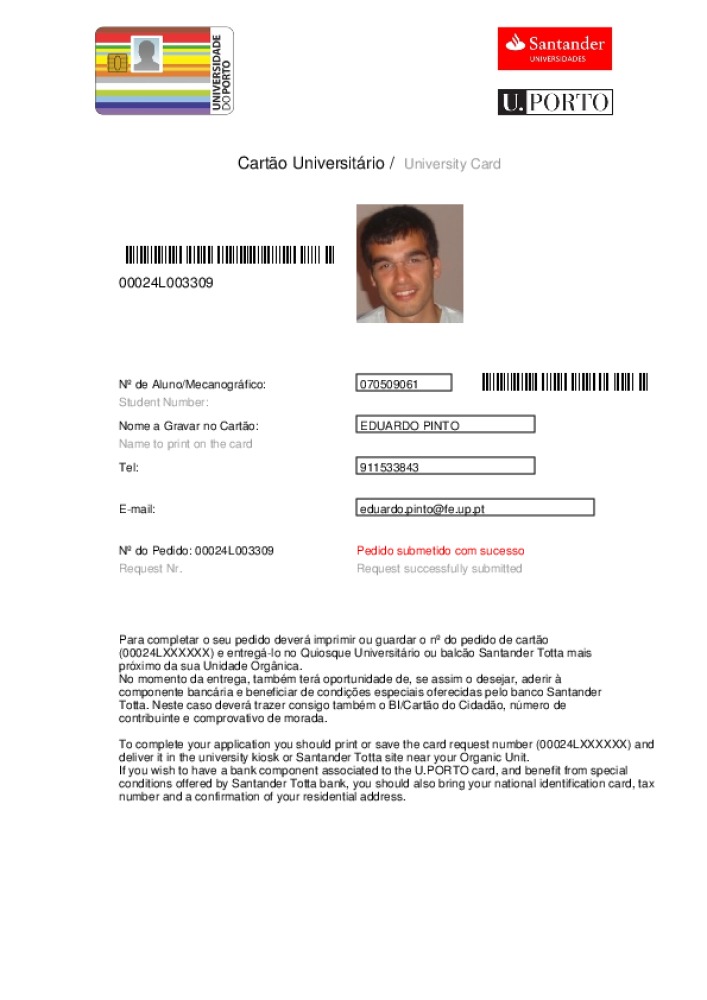 UNIVERSIDADE
DO PORTO
Santander
UNIVERSIDADES
U. PORTO
Cartão Universitário / University Card
00024L003309
Nº de Aluno/Mecanográfico: 070509061
Student Number:
Nome a Gravar no Cartão: EDUARDO PINTO
Name to print on the card
Tel: 911533843
E-mail: eduardo.pinto@fe.up.pt
Nº do Pedido: 00024L003309 Pedido submetido com sucesso
Request Nr. Request successfully submitted
Para completar o seu pedido deverá imprimir ou guardar o nº do pedido de cartão
(00024LXXXXXX) e entregá-lo no Quiosque Universitário ou balcão Santander Totta mais
próximo da sua Unidade Orgânica.
No momento da entrega, também terá oportunidade de, se assim o desejar, aderir à
componente bancária e beneficiar de condições especiais oferecidas pelo banco Santander
Totta. Neste caso deverá trazer consigo também o BI/Cartão do Cidadão, número de
contribuinte e comprovativo de morada.
To complete your application you should print or save the card request number (00024LXXXXXX) and
deliver it in the university kiosk or Santander Totta site near your Organic Unit.
If you wish to have a bank component associated to the U.PORTO card, and benefit from special
conditions offered by Santander Totta bank, you should also bring your national identification card, tax
number and a confirmation of your residential address.